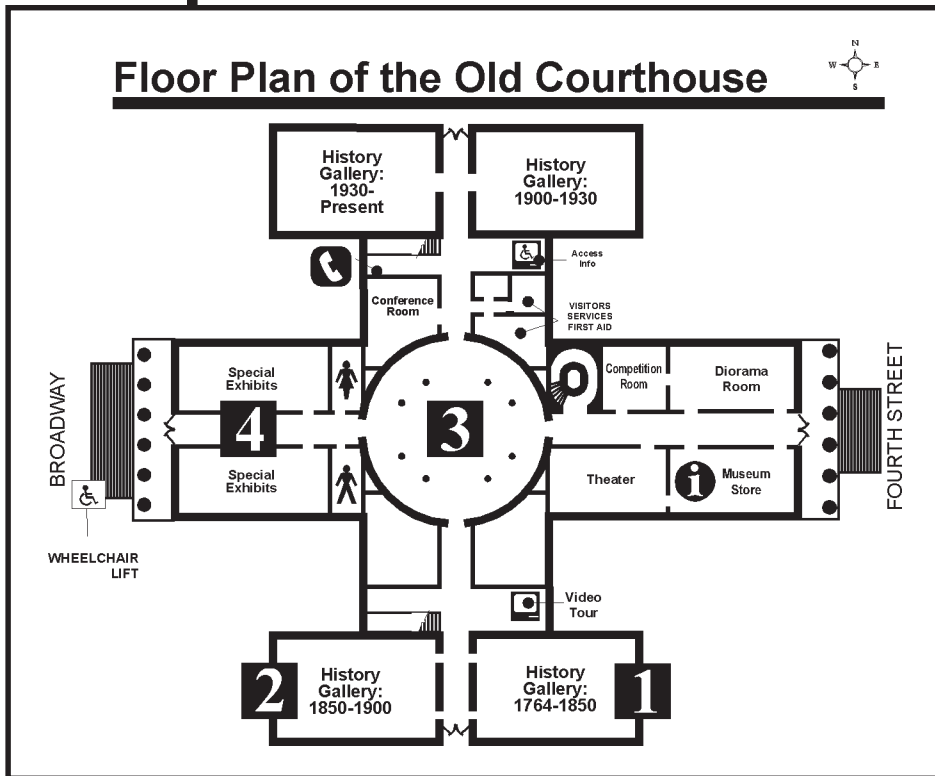 Floor Plan of the Old Courthouse
N
W E
S
History
Gallery:
1930-
Present
History
Gallery:
1900-1930
Access
Info
Conference
Room
VISITORS
SERVICES
FIRST AID
BROADWAY
Special
Exhibits
4
Special
Exhibits
3
Competition
Room
Diorama
Room
Theater
i
Museum
Store
FOURTH STREET
WHEELCHAIR
LIFT
Video
Tour
2
History
Gallery:
1850-1900
History
Gallery:
1764-1850
1